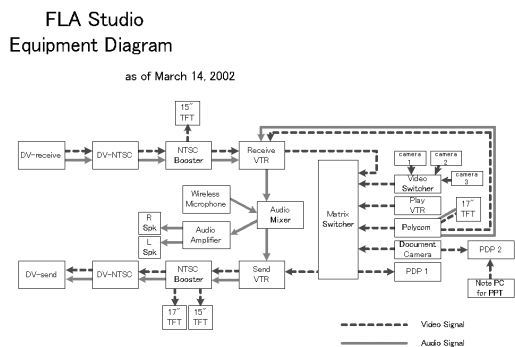 FLA Studio
Equipment Diagram
as of March 14, 2002
15"
TFT
DV-receive
DV-NTSC
NTSC
Booster
Receive
VTR
camera
1
camera
2
camera
3
Video
Switcher
Wireless
Microphone
Audio
Mixer
Matrix
Switcher
Play
VTR
17"
TFT
R
Spk
L
Spk
Audio
Amplifier
Polycom
Document
Camera
PDP 2
DV-send
DV-NTSC
NTSC
Booster
Send
VTR
PDP 1
Note PC
for PPT
17"
TFT
15"
TFT
Video Signal
Audio Signal